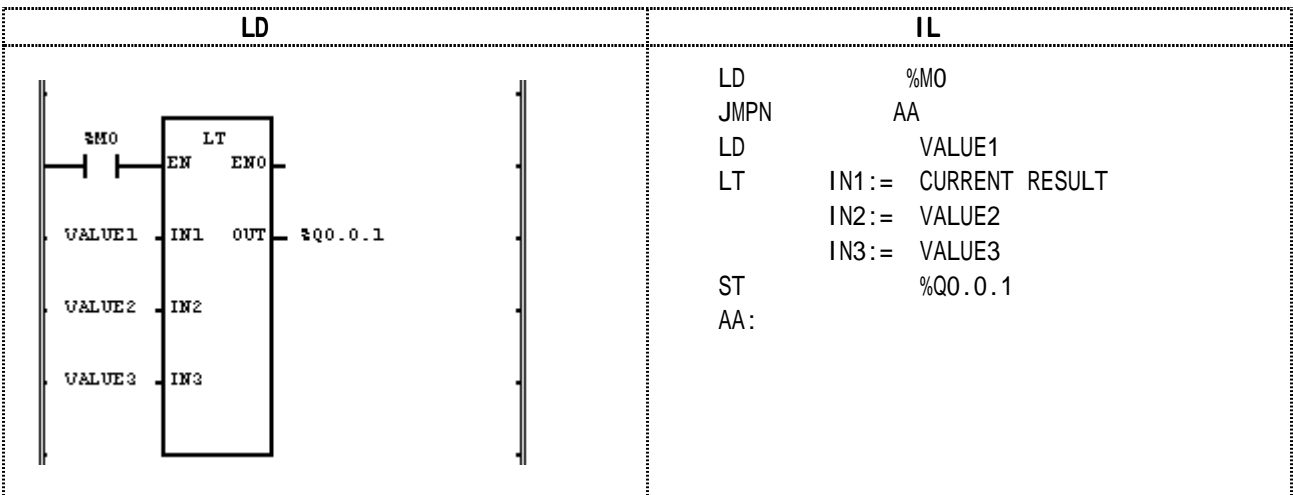 LD
IL
%M0
LT
EN ENO
VALUE1 IN1 OUT %Q0.0.1
VALUE2 IN2
VALUE3 IN3
LD %M0
JMPN AA
LD VALUE1
LT IN1:= CURRENT RESULT
IN2:= VALUE2
IN3:= VALUE3
ST %Q0.0.1
AA: